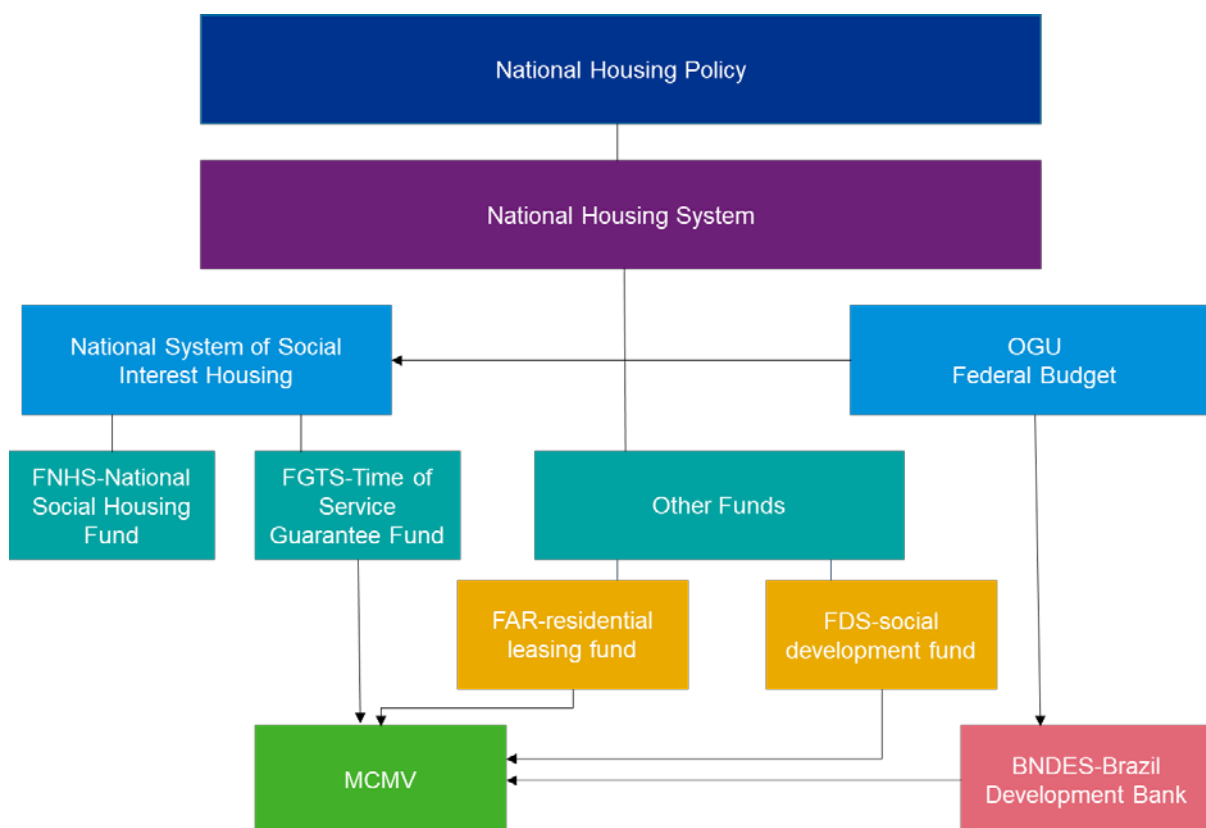 National Housing Policy
National Housing System
National System of Social
Interest Housing
OGU
Federal Budget
FNHS-National
Social Housing
Fund
FGTS-Time of
Service
Guarantee Fund
Other Funds
FAR-residential
leasing fund
FDS-social
development fund
MCMV
BNDES-Brazil
Development Bank